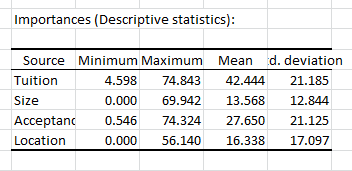 Importances (Descriptive statistics):
Source Minimum Maximum Mean :d. deviation
Tuition 4.598 74.843 42.444 21.185
Size 0.000 69.942 13.568 12.844
Acceptanc 0.546 74.324 27.650 21.125
Location 0.000 56.140 16.338 17.097